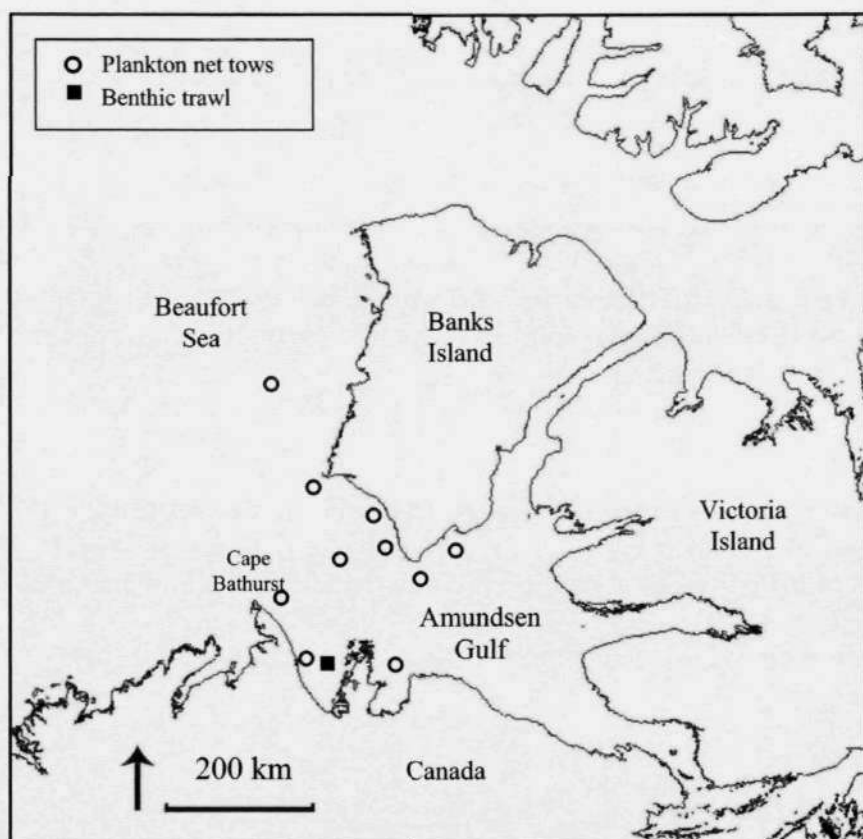 Plankton net tows
Benthic trawl
Beaufort
Sea
Banks
Island
Victoria
Island
Cape
Bathurst
Amundsen
Gulf
200 km
Canada